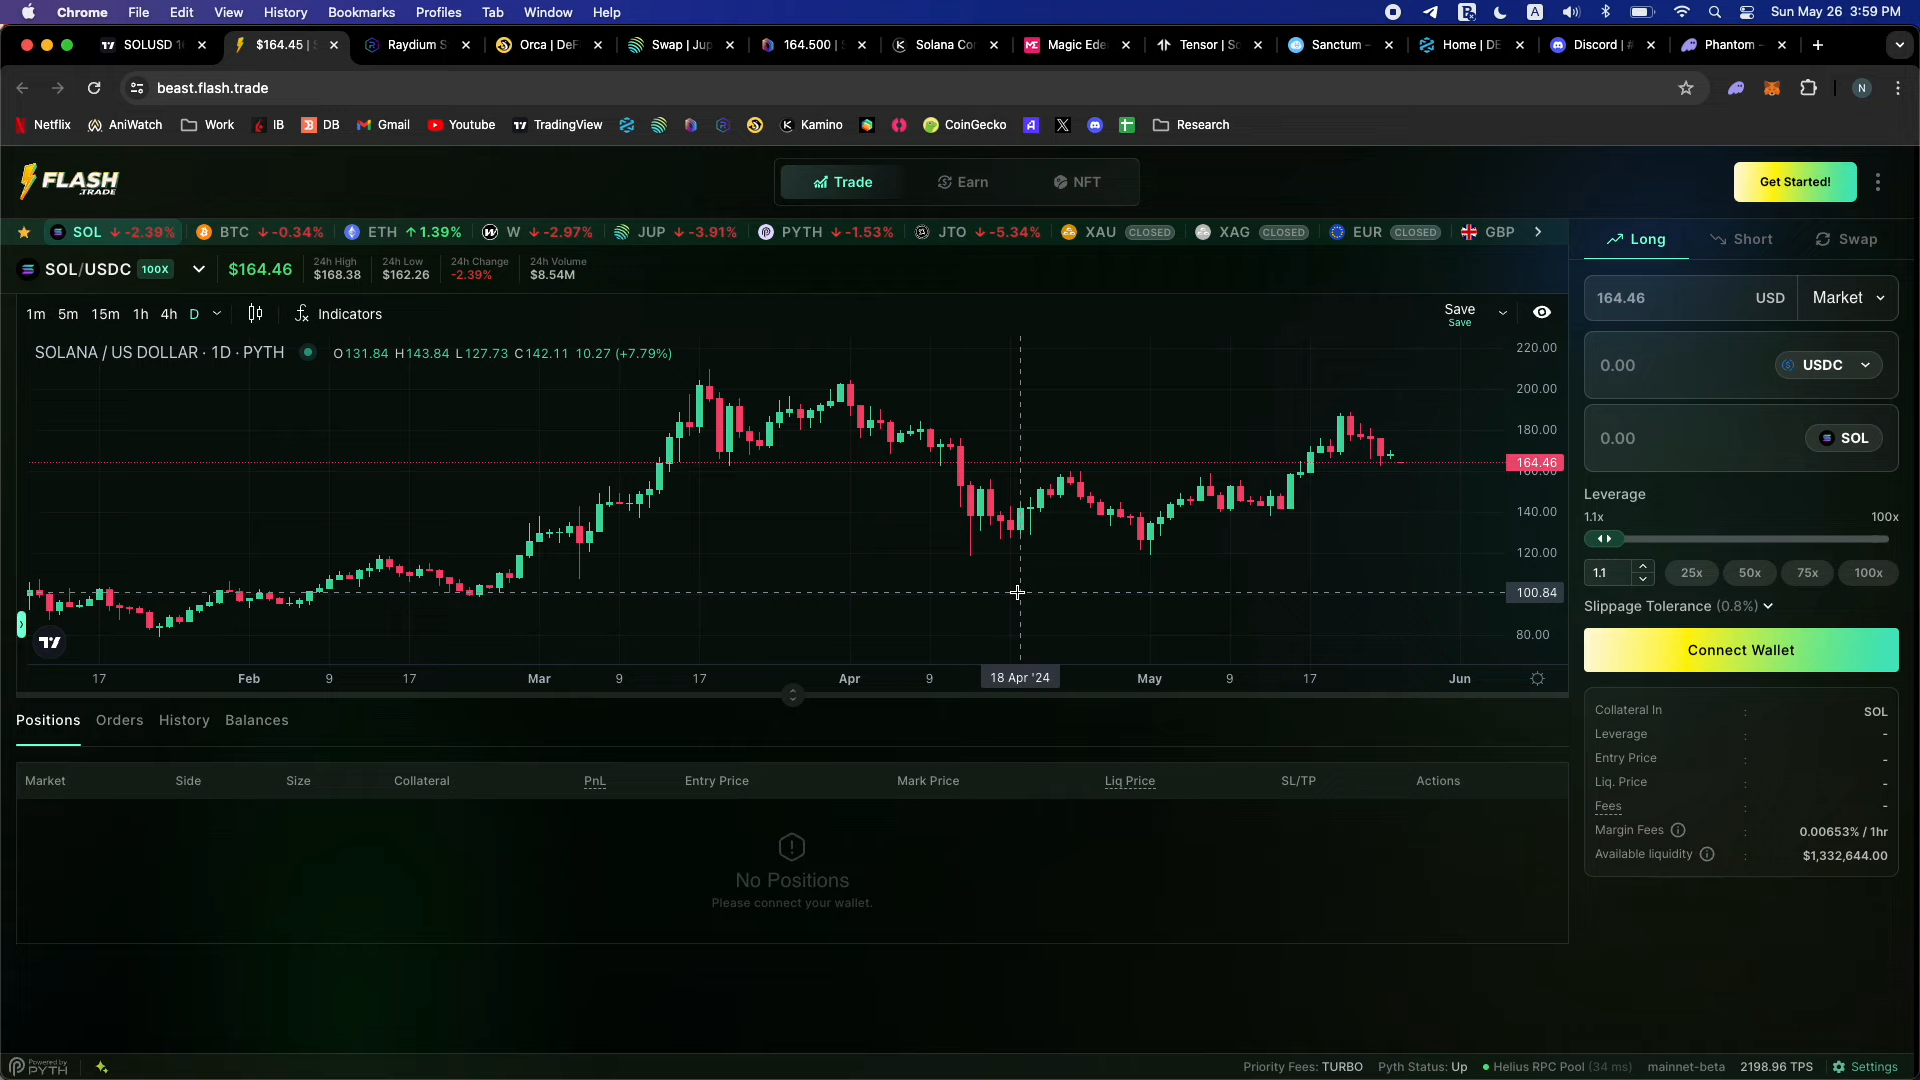 Chrome File Edit View History Bookmarks Profiles Tab Window Help A Sun May 26 3:59 PM
SOLUSD 1 $164.45 | S Raydium S Orca | DeF Swap | Jup 164.500 | S Solana Co Magic Ede Tensor | So Sanctum - Home | DE Discord | # Phantom -
beast.flash.trade N
Netflix AniWatch Work IB DB Gmail Youtube TradingView Kamino CoinGecko Research
FLASH
.TRADE
Trade Earn NFT
Get Started!
SOL ↓ -2.39% BTC ↓ -0.34% ETH ↑ 1.39% W ↓ -2.97% JUP ↓ -3.91% PYTH ↓ -1.53% JTO ↓ -5.34% XAU CLOSED XAG CLOSED EUR CLOSED GBP
SOL/USDC 100X $164.46
24h High
$168.38
24h Low
$162.26
24h Change
-2.39%
24h Volume
$8.54M
1m 5m 15m 1h 4h D Indicators
Save
Save
SOLANA / US DOLLAR · 1D · PYTH O131.84 H143.84 L127.73 C142.11 10.27 (+7.79%)
220.00
200.00
180.00
164.46
160.00
140.00
120.00
100.84
80.00
17 Feb 9 17 Mar 9 17 Apr 9 18 Apr '24 May 9 17 Jun
Long Short Swap
164.46 USD Market
0.00 USDC
0.00 SOL
Leverage
1.1x 100x
1.1 25x 50x 75x 100x
Slippage Tolerance (0.8%)
Connect Wallet
Collateral In : SOL
Leverage : -
Entry Price : -
Liq. Price : -
Fees : -
Margin Fees : 0.00653% / 1hr
Available liquidity : $1,332,644.00
Positions Orders History Balances
Market Side Size Collateral PnL Entry Price Mark Price Liq Price SL/TP Actions
No Positions
Please connect your wallet.
Powered by
PYTH
Priority Fees: TURBO Pyth Status: Up Helius RPC Pool (34 ms) mainnet-beta 2198.96 TPS Settings